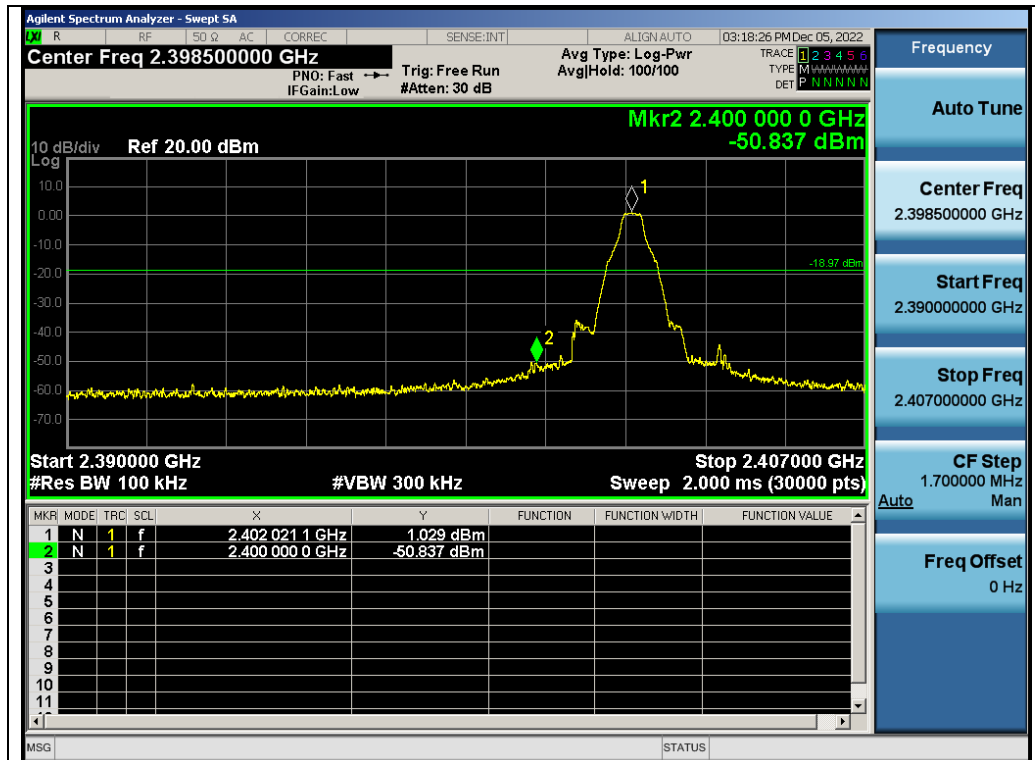 Agilent Spectrum Analyzer - Swept SA
LXI R RF 50 Ω AC CORREC SENSE:INT ALIGN AUTO 03:18:26 PM Dec 05, 2022
Center Freq 2.398500000 GHz
PNO: Fast
IFGain:Low
Trig: Free Run
#Atten: 30 dB
Avg Type: Log-Pwr
Avg|Hold: 100/100
TRACE 1 2 3 4 5 6
TYPE M
DET P N N N N N
Mkr2 2.400 000 0 GHz
-50.837 dBm
10 dB/div Ref 20.00 dBm
Log
10.0
0.00
-10.0
-20.0
-30.0
-40.0
-50.0
-60.0
-70.0
1
-18.97 dBm
2
Start 2.390000 GHz Stop 2.407000 GHz
#Res BW 100 kHz #VBW 300 kHz Sweep 2.000 ms (30000 pts)
MKR MODE TRC SCL X Y FUNCTION FUNCTION WIDTH FUNCTION VALUE
1 N 1 f 2.402 021 1 GHz 1.029 dBm
2 N 1 f 2.400 000 0 GHz -50.837 dBm
3
4
5
6
7
8
9
10
11
MSG STATUS
Frequency
Auto Tune
Center Freq
2.398500000 GHz
Start Freq
2.390000000 GHz
Stop Freq
2.407000000 GHz
CF Step
1.700000 MHz
Auto Man
Freq Offset
0 Hz